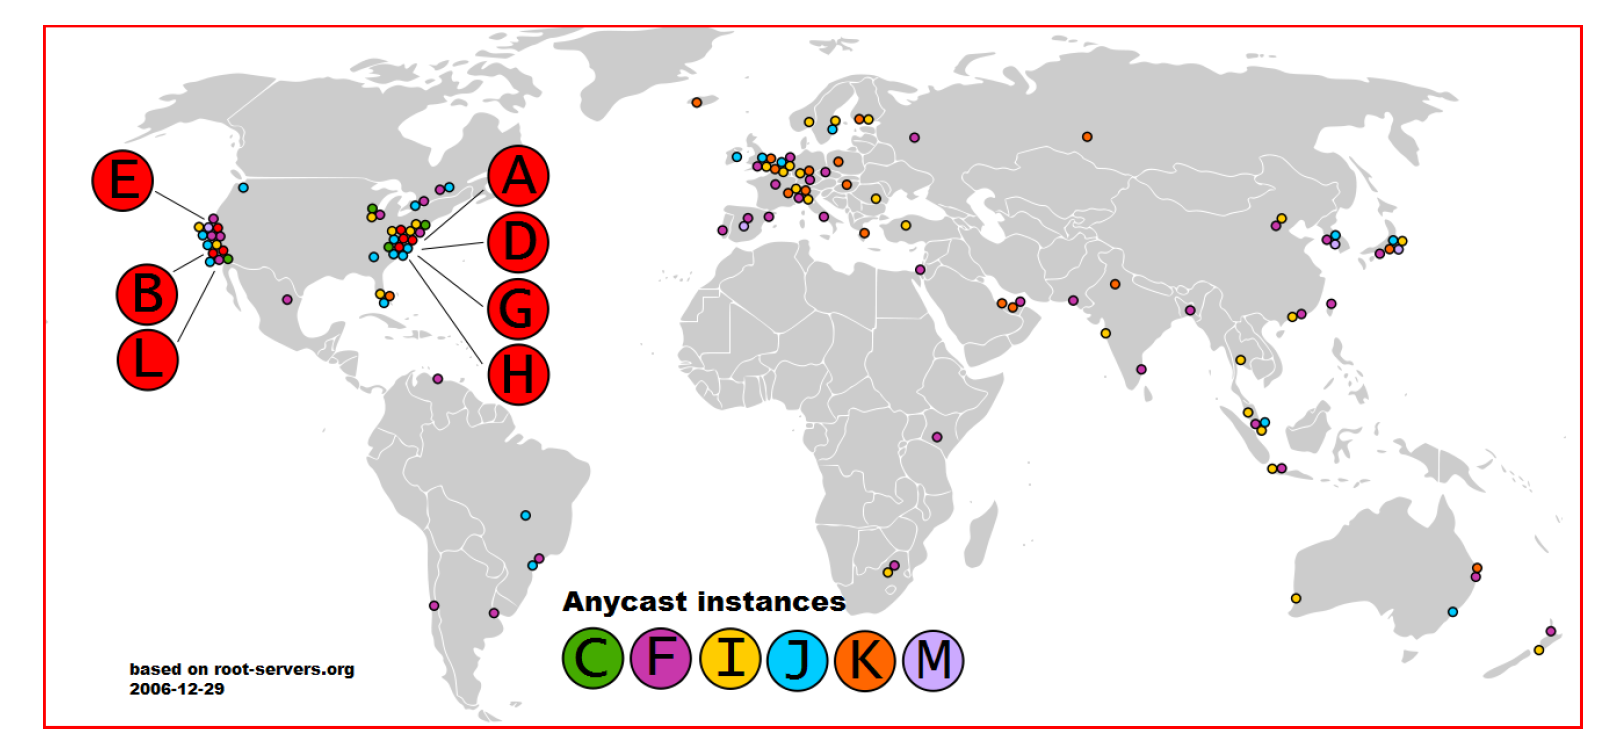 E
A
D
B
G
L
H
Anycast instances
C F I J K M
based on root-servers.org
2006-12-29